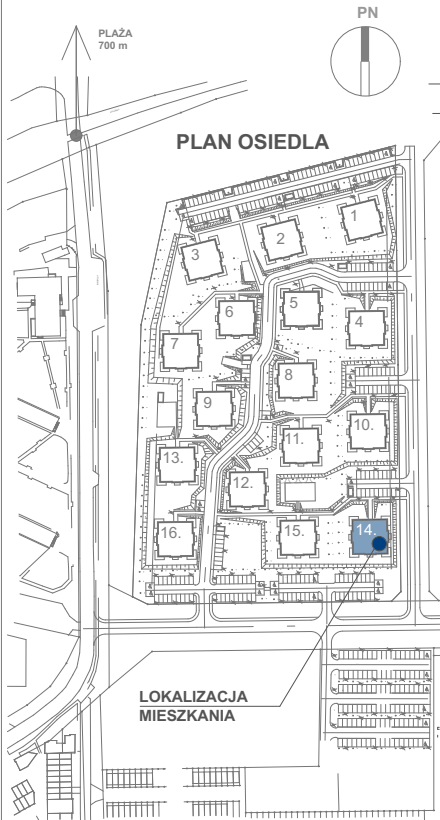 PN
PLAŻA
700 m
PLAN OSIEDLA
1
2
3
5
4
6
7
8
9
10.
11.
13.
12.
14.
15.
16.
LOKALIZACJA
MIESZKANIA